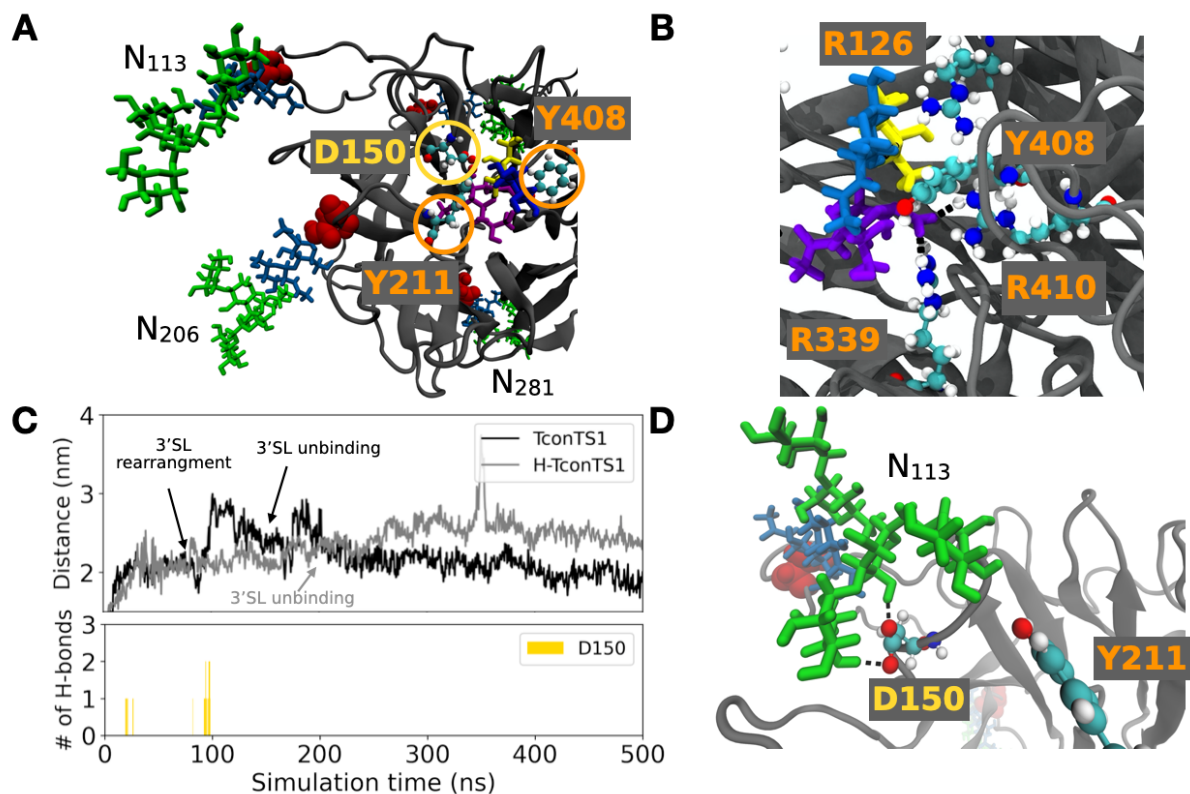 A
N113
D150
Y408
Y211
N206
N281
B
R126
Y408
R410
R339
C
Distance (nm)
4
3
2
3'SL
rearrangment
3'SL unbinding
TconTS1
H-TconTS1
3'SL unbinding
# of H-bonds
3
2
1
0
D150
0
100
200
300
400
500
Simulation time (ns)
D
N113
D150
Y211